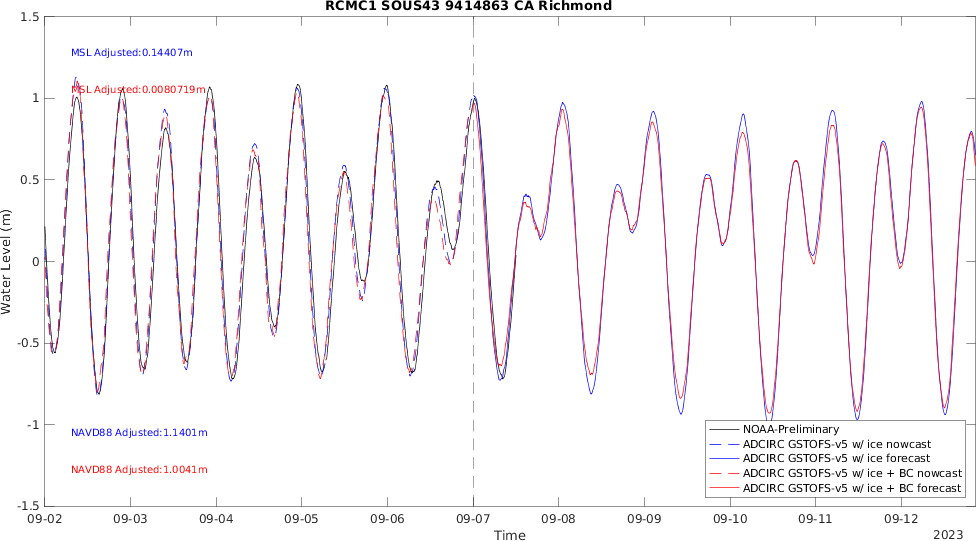 RCMC1 SOUS43 9414863 CA Richmond
1.5
1
0.5
0
-0.5
-1
-1.5
Water Level (m)
MSL Adjusted:0.14407m
MSL Adjusted:0.0080719m
NAVD88 Adjusted:1.1401m
NAVD88 Adjusted:1.0041m
NOAA-Preliminary
ADCIRC GSTOFS-v5 w/ ice nowcast
ADCIRC GSTOFS-v5 w/ ice forecast
ADCIRC GSTOFS-v5 w/ ice + BC nowcast
ADCIRC GSTOFS-v5 w/ ice + BC forecast
09-02 09-03 09-04 09-05 09-06 09-07 09-08 09-09 09-10 09-11 09-12
Time
2023